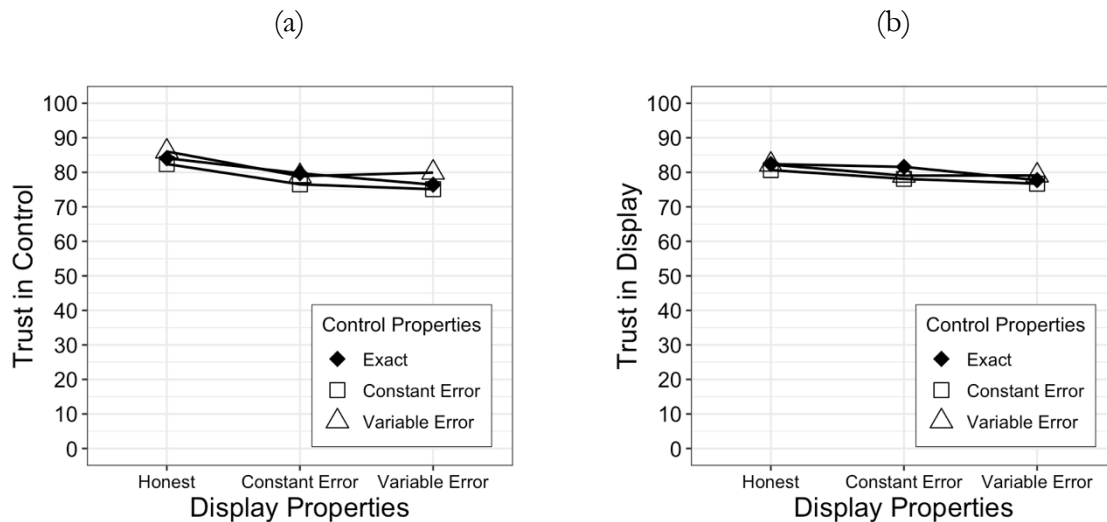 (a)
Trust in Control
100
90
80
70
60
50
40
30
20
10
0
Control Properties
Exact
Constant Error
Variable Error
Honest Constant Error Variable Error
Display Properties
(b)
Trust in Display
100
90
80
70
60
50
40
30
20
10
0
Control Properties
Exact
Constant Error
Variable Error
Honest Constant Error Variable Error
Display Properties